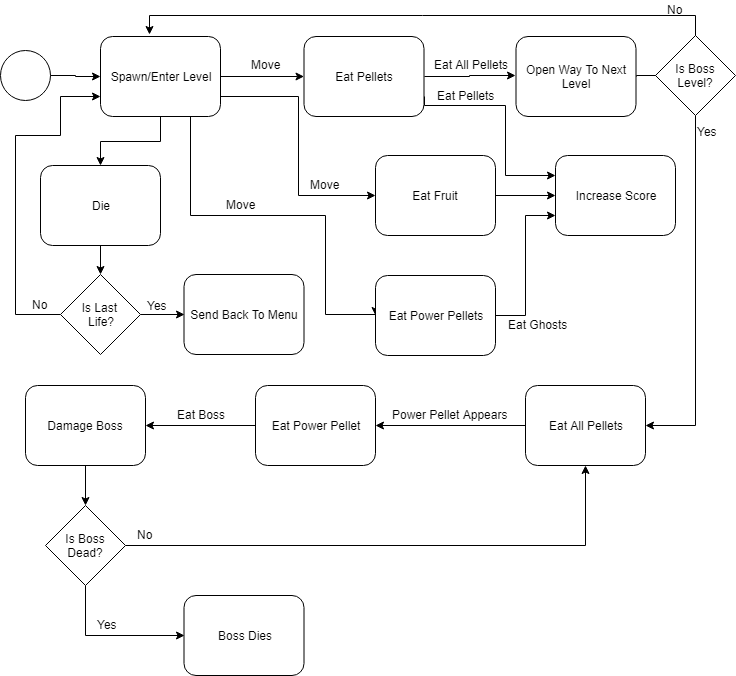 No
Spawn/Enter Level
Move
Eat Pellets
Eat All Pellets
Open Way To Next
Level
Is Boss
Level?
Eat Pellets
Yes
Die
Move
Eat Fruit
Increase Score
Move
No
Is Last
Life?
Yes
Send Back To Menu
Eat Power Pellets
Eat Ghosts
Damage Boss
Eat Boss
Eat Power Pellet
Power Pellet Appears
Eat All Pellets
Is Boss
Dead?
No
Yes
Boss Dies